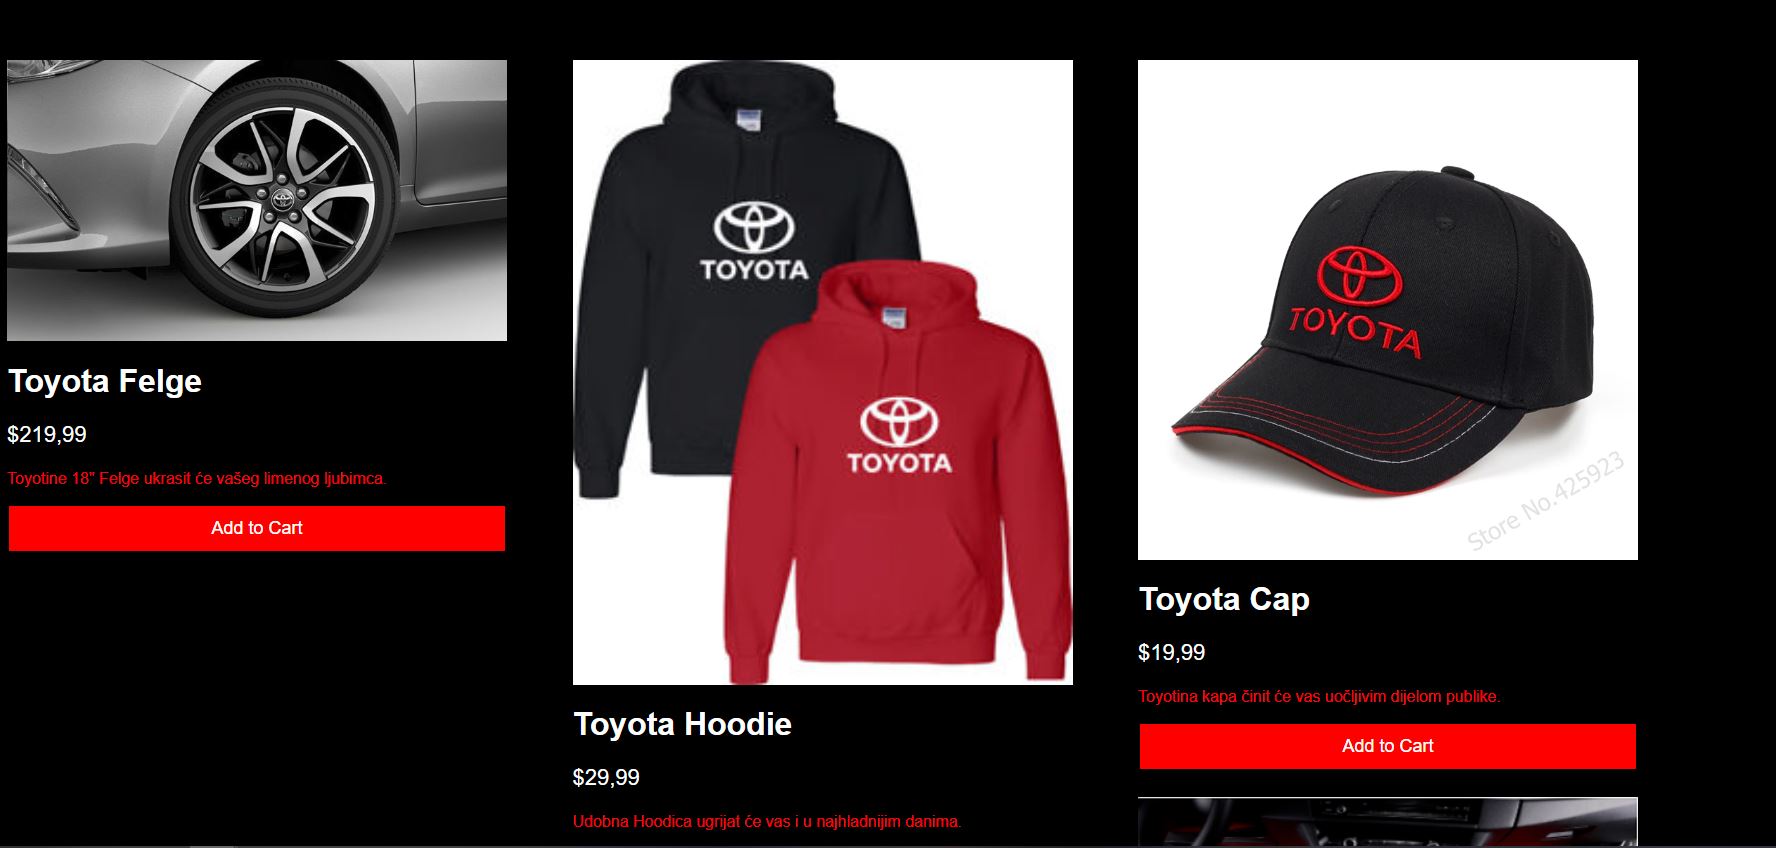 TOYOTA
TOYOTA
TOYOTA
Store No.425923
Toyota Felge
$219,99
Toyotine 18" Felge ukrasit će vašeg limenog ljubimca.
Add to Cart
Toyota Hoodie
$29,99
Udobna Hoodica ugrijat će vas i u najhladnijim danima.
Toyota Cap
$19,99
Toyotina kapa činit će vas uočljivim dijelom publike.
Add to Cart